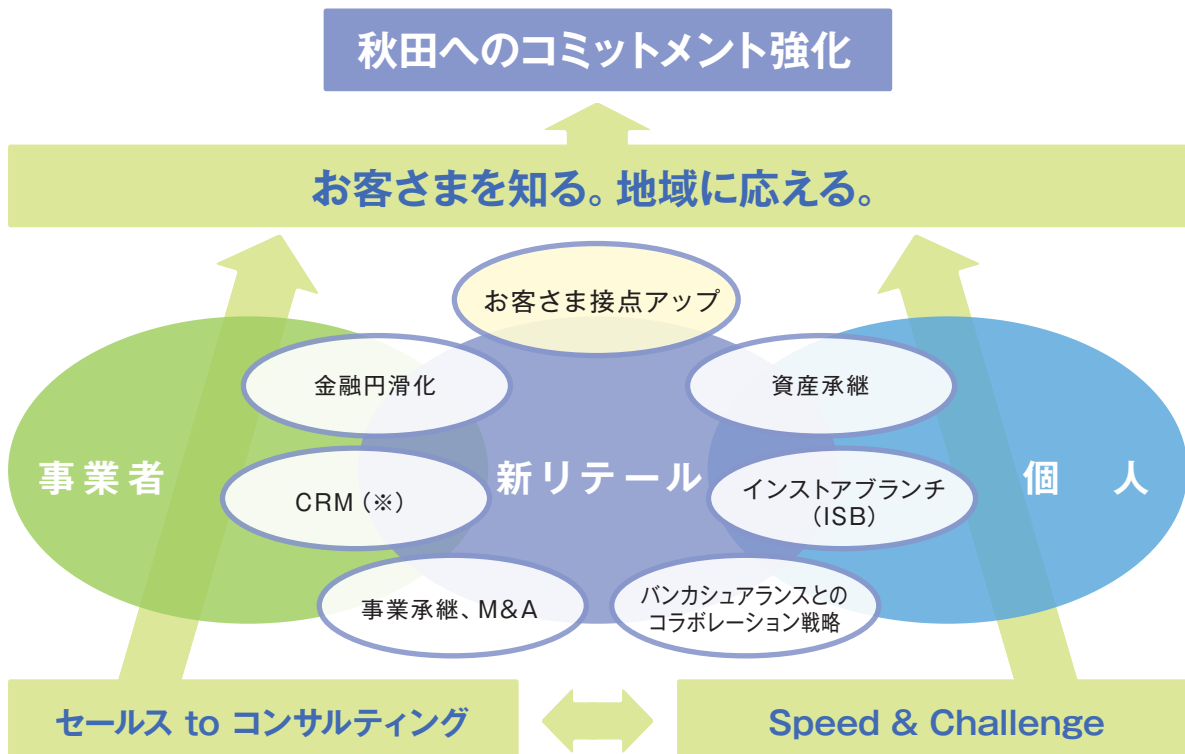 秋田へのコミットメント強化
お客さまを知る。地域に応える。
お客さま接点アップ
金融円滑化
資産承継
事業者
新リテール
個人
CRM（※）
インストアブランチ
（ISB）
事業承継、M&A
バンカシュアランスとの
コラボレーション戦略
セールス to コンサルティング
Speed & Challenge